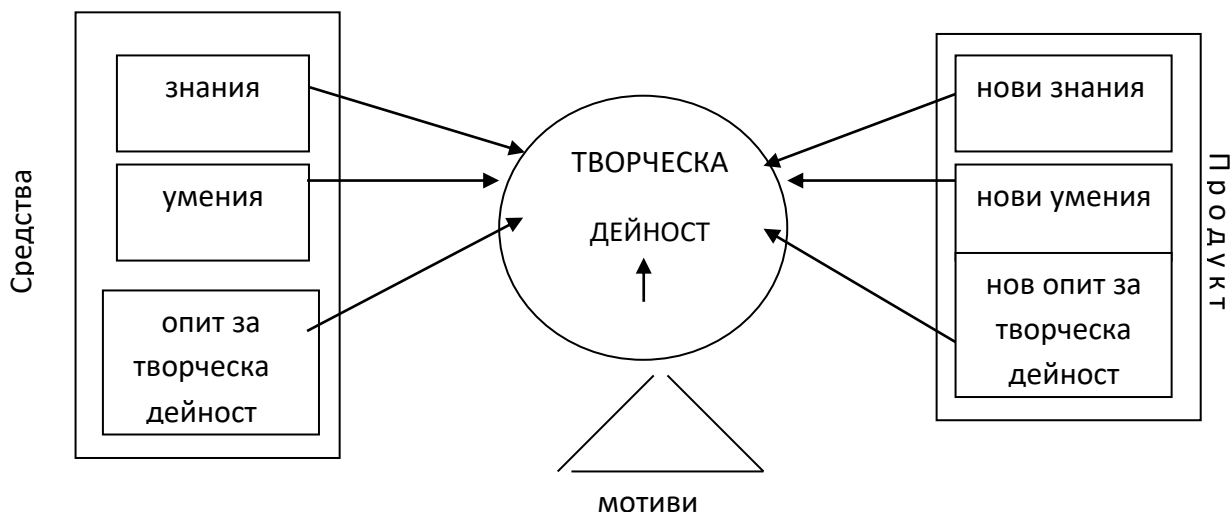 Средства
знания
умения
опит за
творческа
дейност
ТВОРЧЕСКА
ДЕЙНОСТ
мотиви
нови знания
нови умения
нов опит за
творческа
дейност
Продукт